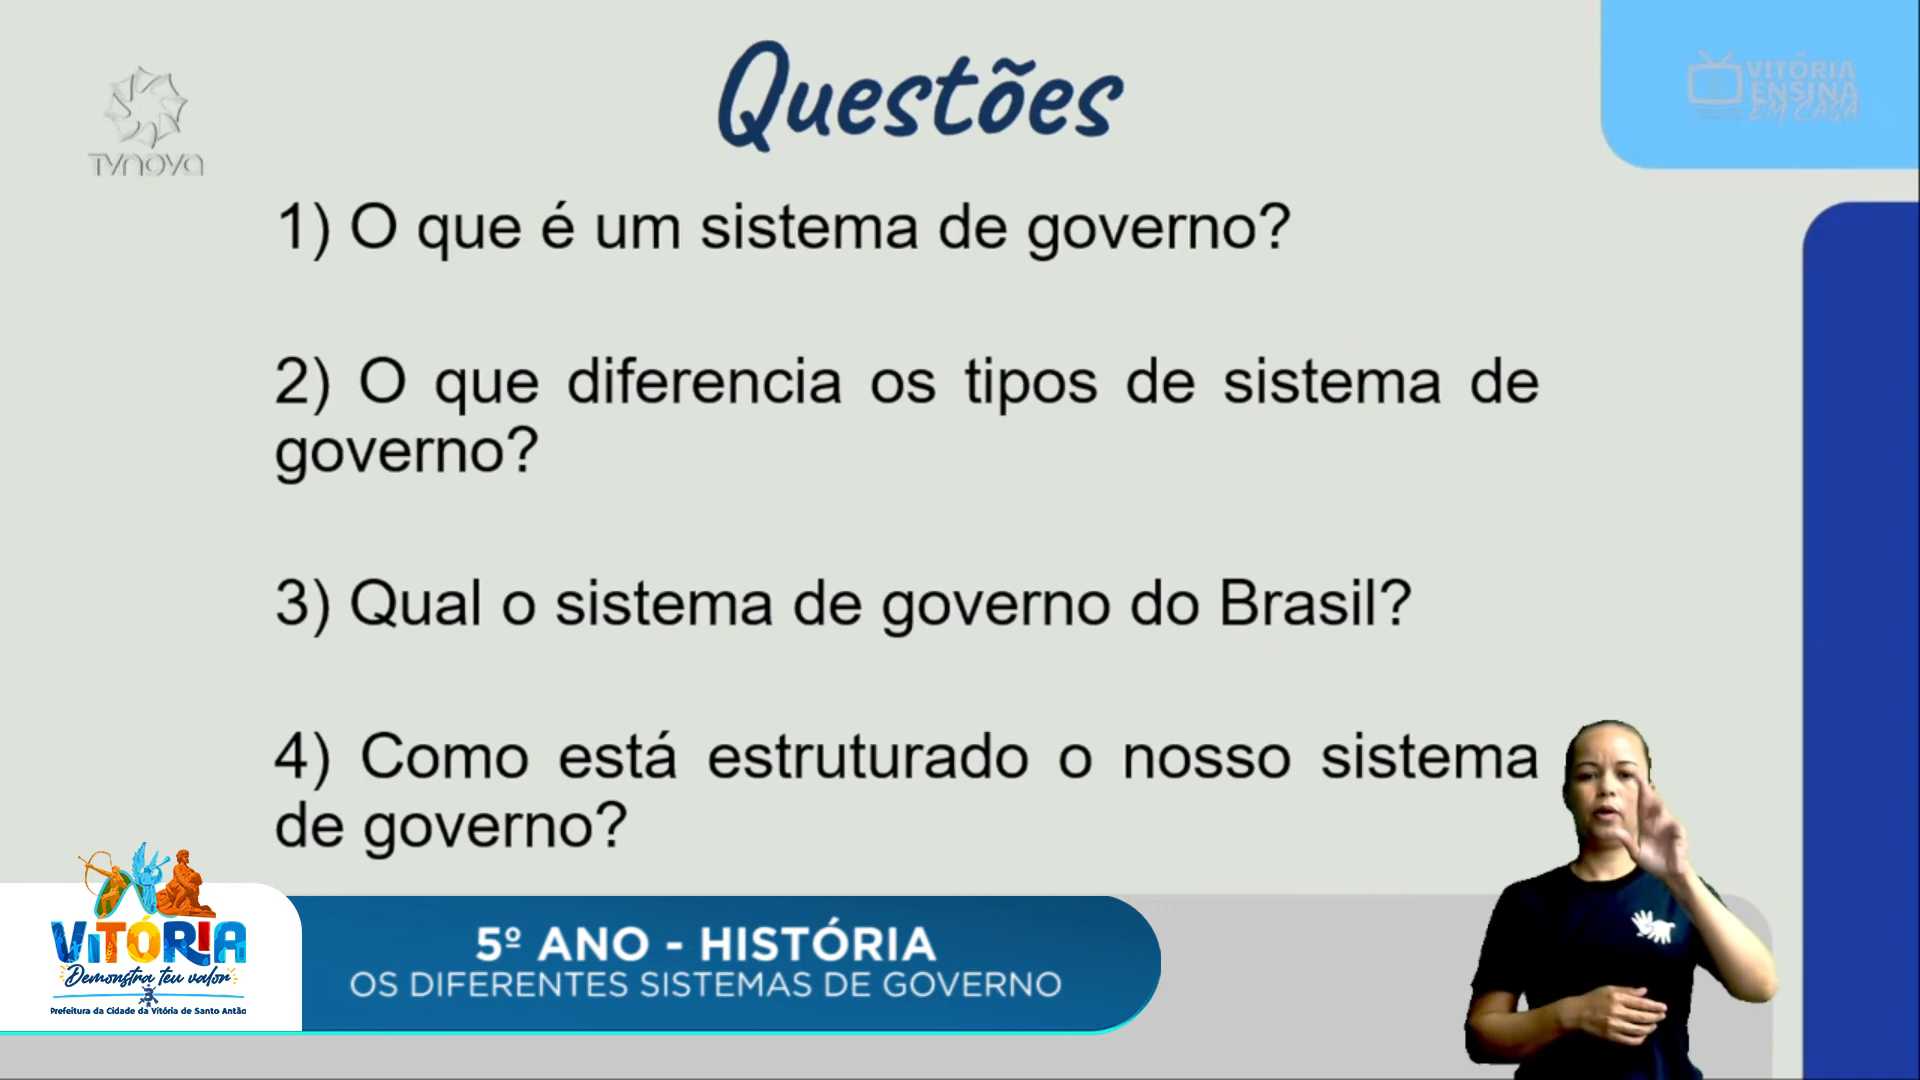 Questões
TVNOVA
VITÓRIA
ENSINA
EM CASA
1) O que é um sistema de governo?
2) O que diferencia os tipos de sistema de
governo?
3) Qual o sistema de governo do Brasil?
4) Como está estruturado o nosso sistema
de governo?
VITÓRIA
Demonstra teu valor
Prefeitura da Cidade da Vitória de Santo Antão
5º ANO - HISTÓRIA
OS DIFERENTES SISTEMAS DE GOVERNO